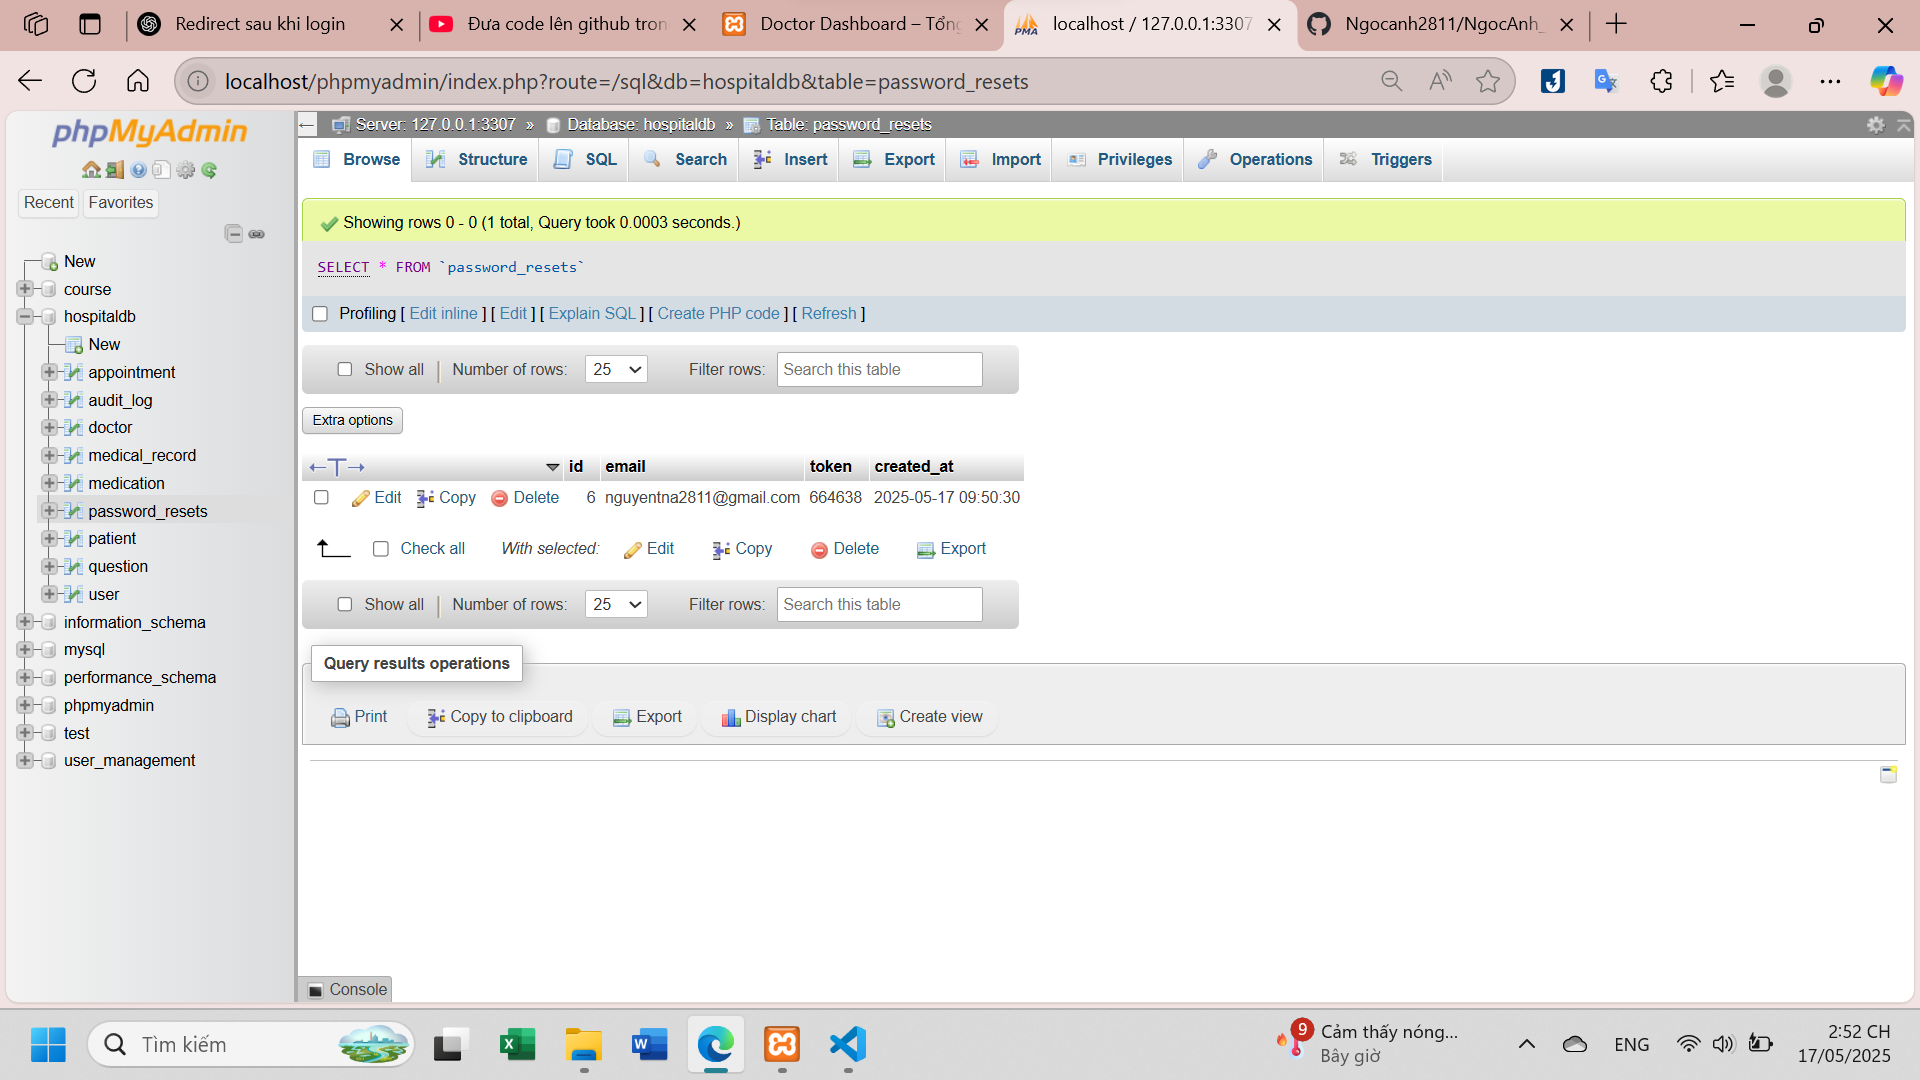 Redirect sau khi login
Đưa code lên github tron
Doctor Dashboard – Tổng
localhost / 127.0.0.1:3307
Ngocanh2811/NgocAnh_
localhost/phpmyadmin/index.php?route=/sql&db=hospitaldb&table=password_resets
phpMyAdmin
Recent
Favorites
New
course
hospitaldb
New
appointment
audit_log
doctor
medical_record
medication
password_resets
patient
question
user
information_schema
mysql
performance_schema
phpmyadmin
test
user_management
Server: 127.0.0.1:3307 » Database: hospitaldb » Table: password_resets
Browse Structure SQL Search Insert Export Import Privileges Operations Triggers
Showing rows 0 - 0 (1 total, Query took 0.0003 seconds.)
SELECT * FROM `password_resets`
Profiling [ Edit inline ] [ Edit ] [ Explain SQL ] [ Create PHP code ] [ Refresh ]
Show all | Number of rows: 25 Filter rows: Search this table
Extra options
id email token created_at
Edit Copy Delete 6 nguyentna2811@gmail.com 664638 2025-05-17 09:50:30
Check all With selected: Edit Copy Delete Export
Show all | Number of rows: 25 Filter rows: Search this table
Query results operations
Print Copy to clipboard Export Display chart Create view
Console
Tìm kiếm
9
Cảm thấy nóng...
Bây giờ
ENG
2:52 CH
17/05/2025